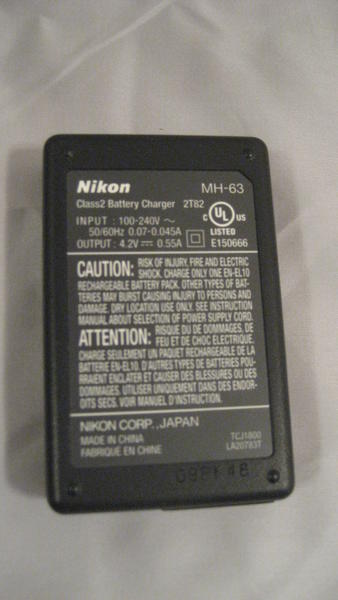 Nikon MH-63
Class2 Battery Charger 2T82
INPUT : 100-240V ~
50/60Hz 0.07-0.045A
OUTPUT : 4.2V ⎓ 0.55A
C UL US
LISTED
E150666
CAUTION: RISK OF INJURY. FIRE AND ELECTRIC
SHOCK. CHARGE ONLY ONE EN-EL10
RECHARGEABLE BATTERY PACK. OTHER TYPES OF BAT-
TERIES MAY BURST CAUSING INJURY TO PERSONS AND
DAMAGE. DRY LOCATION USE ONLY. SEE INSTRUCTION
MANUAL ABOUT SELECTION OF POWER SUPPLY CORD.
ATTENTION: RISQUE DU DE DOMMAGES, DE
FEU ET DE CHOC ELECTRIQUE.
CHARGE SEULEMENT UN PAQUET RECHARGEABLE DE LA
BATTERIE EN-EL10. D'AUTRES TYPES DE BATTERIES POU-
RRAIENT ECLATER ET CAUSER DES BLESSURES OU DES
DOMMAGES. UTILISER UNIQUEMENT DANS DES ENDOR-
OITS SECS. VOIR MANUEL D'INSTRUCTION.
NIKON CORP., JAPAN
MADE IN CHINA TCJ1800
FABRIQUE EN CHINE LA20783T